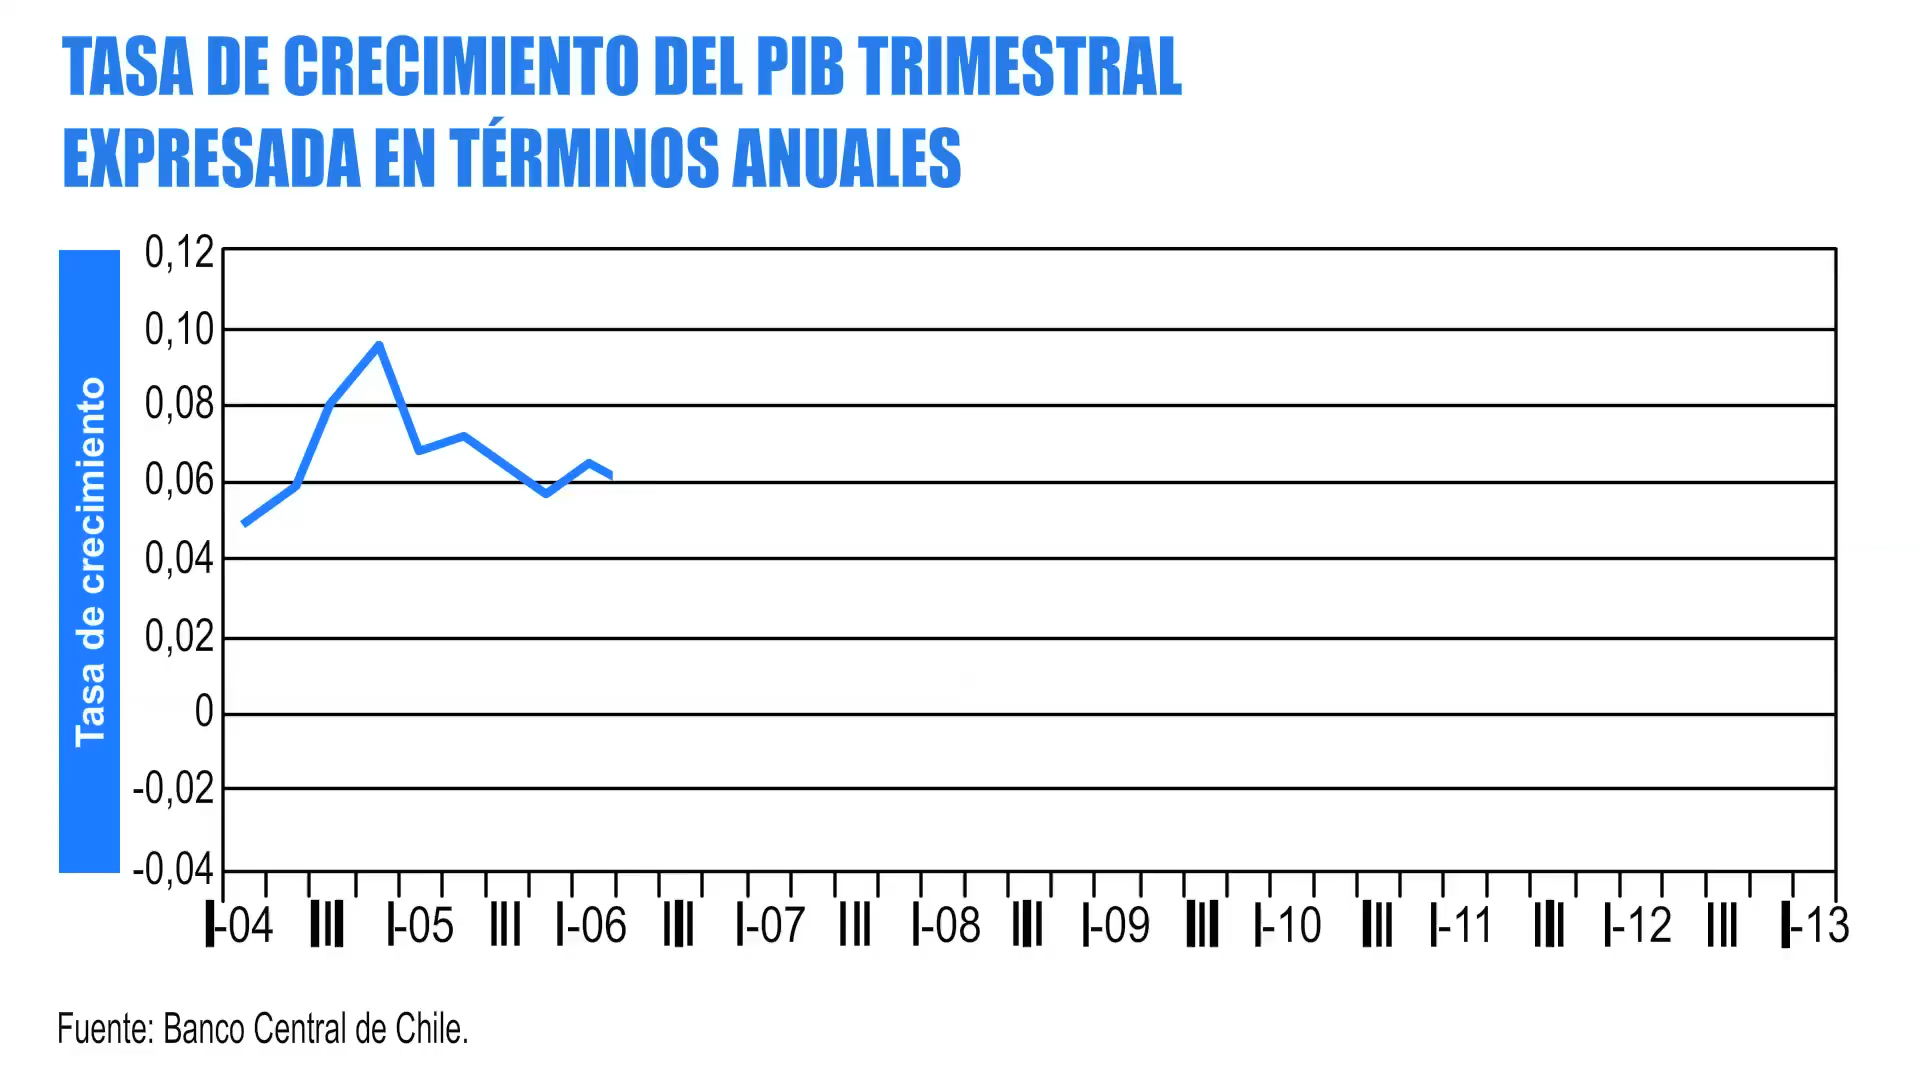 TASA DE CRECIMIENTO DEL PIB TRIMESTRAL
EXPRESADA EN TÉRMINOS ANUALES
Tasa de crecimiento
0,12
0,10
0,08
0,06
0,04
0,02
0
-0,02
-0,04
I-04 III I-05 III I-06 III I-07 III I-08 III I-09 III I-10 III I-11 III I-12 III I-13
Fuente: Banco Central de Chile.